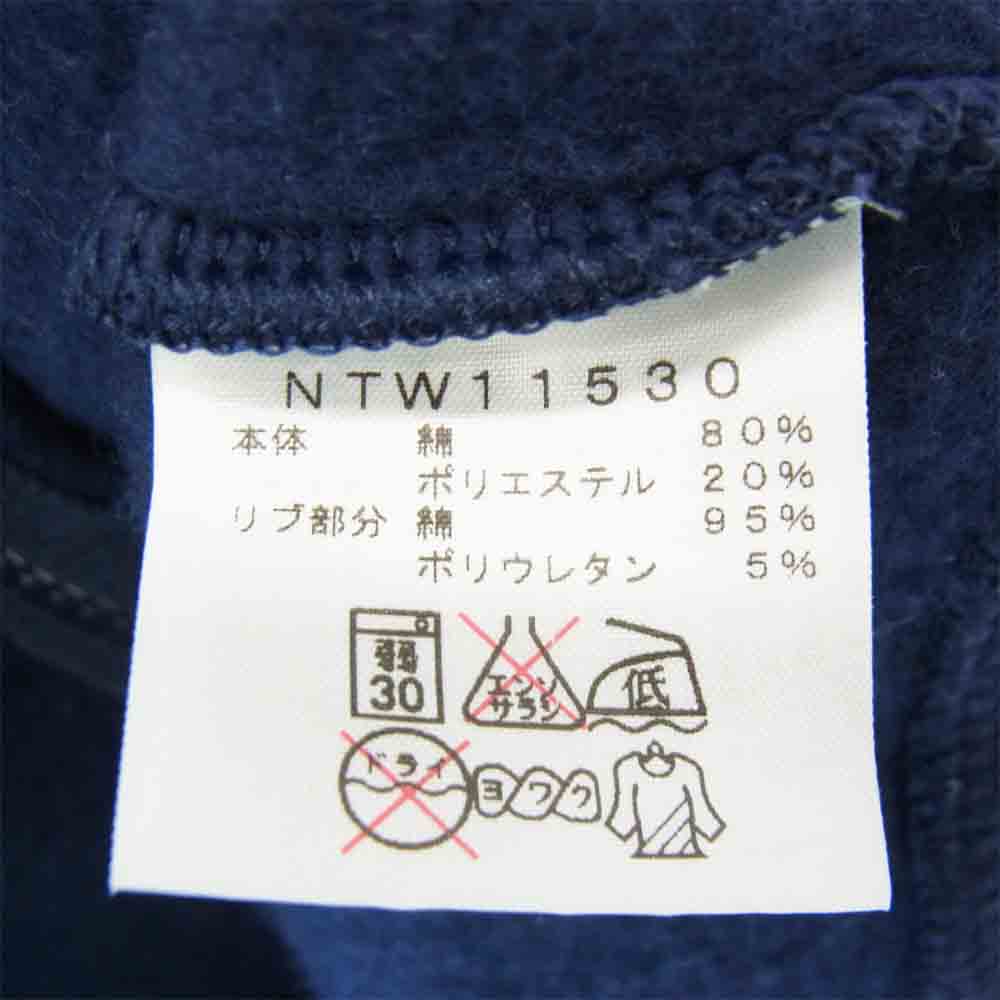 NTW11530
本体 綿 80%
ポリエステル 20%
リブ部分 綿 95%
ポリウレタン 5%
弱 30
エンソサラシ 低
ドライ ヨワク